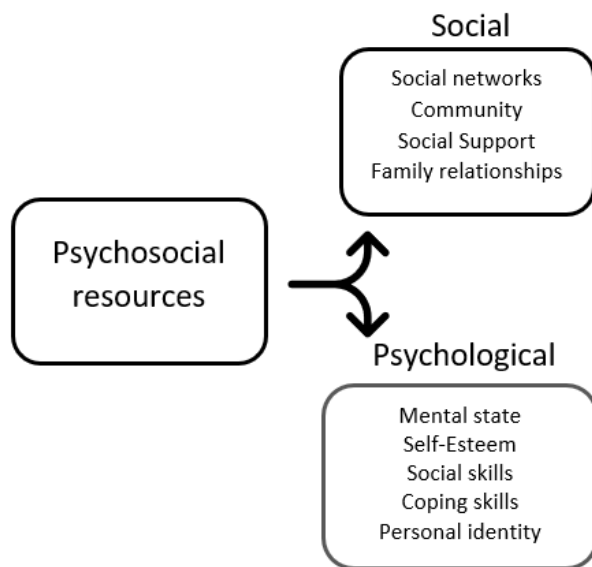 Social
Social networks
Community
Social Support
Family relationships
Psychosocial
resources
Psychological
Mental state
Self-Esteem
Social skills
Coping skills
Personal identity